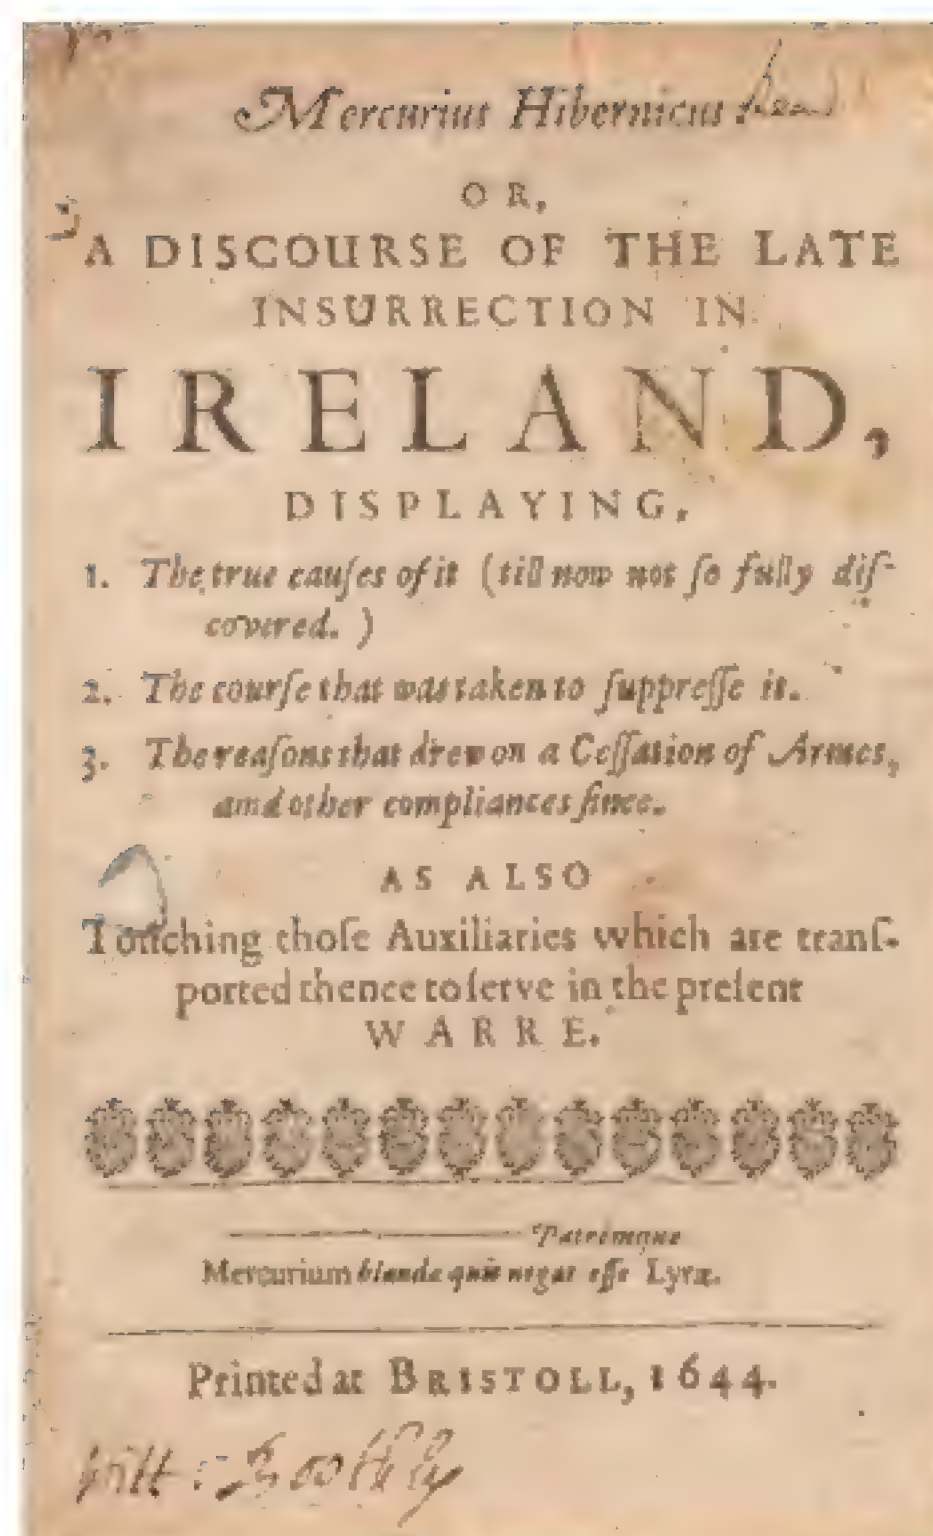 Mercurius Hibernicus
OR,
A DISCOURSE OF THE LATE
INSURRECTION IN
IRELAND,
DISPLAYING,
1. The true cauſes of it (till now not ſo fully diſ-
covered.)
2. The courſe that was taken to ſuppreſſe it.
3. The reaſons that drew on a Ceſſation of Armes,
and other compliances ſince.
AS ALSO
Touching thoſe Auxiliaries which are tranſ-
ported thence to ſerve in the preſent
WARRE.
Patremque
Mercurium blandæ quis negat eſſe Lyræ.
Printed at BRISTOLL, 1644.
Will: Boothby